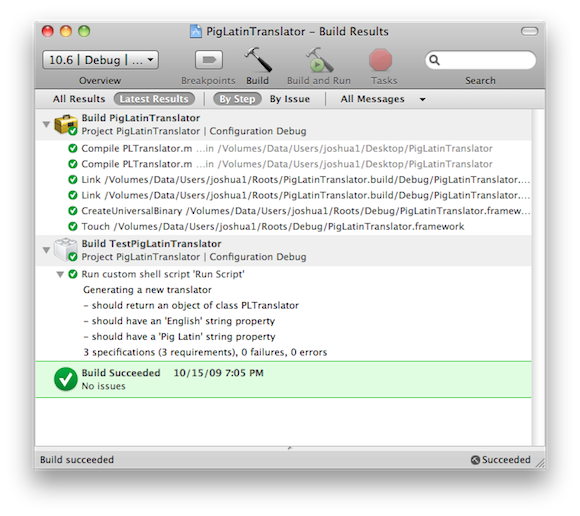 PigLatinTranslator – Build Results
10.6 | Debug | ...
Overview
Breakpoints
Build
Build and Run
Tasks
Search
All Results
Latest Results
By Step
By Issue
All Messages
Build PigLatinTranslator
Project PigLatinTranslator | Configuration Debug
Compile PLTranslator.m ...in /Volumes/Data/Users/joshua1/Desktop/PigLatinTranslator
Compile PLTranslator.m ...in /Volumes/Data/Users/joshua1/Desktop/PigLatinTranslator
Link /Volumes/Data/Users/joshua1/Roots/PigLatinTranslator.build/Debug/PigLatinTranslator....
Link /Volumes/Data/Users/joshua1/Roots/PigLatinTranslator.build/Debug/PigLatinTranslator....
CreateUniversalBinary /Volumes/Data/Users/joshua1/Roots/Debug/PigLatinTranslator.framew...
Touch /Volumes/Data/Users/joshua1/Roots/Debug/PigLatinTranslator.framework
Build TestPigLatinTranslator
Project PigLatinTranslator | Configuration Debug
Run custom shell script 'Run Script'
Generating a new translator
- should return an object of class PLTranslator
- should have an 'English' string property
- should have a 'Pig Latin' string property
3 specifications (3 requirements), 0 failures, 0 errors
Build Succeeded 10/15/09 7:05 PM
No issues
Build succeeded
Succeeded